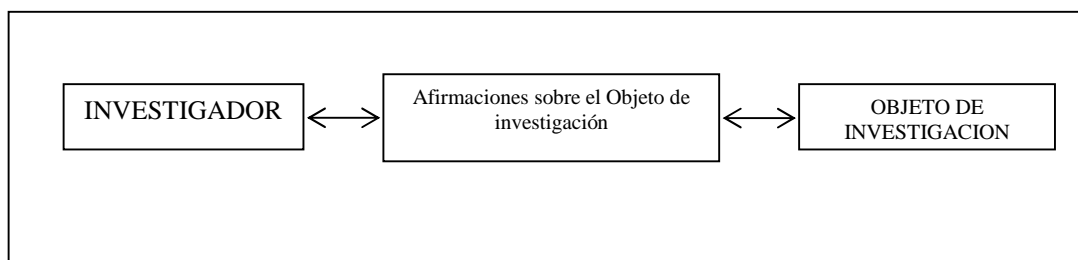 INVESTIGADOR
Afirmaciones sobre el Objeto de
investigación
OBJETO DE
INVESTIGACION